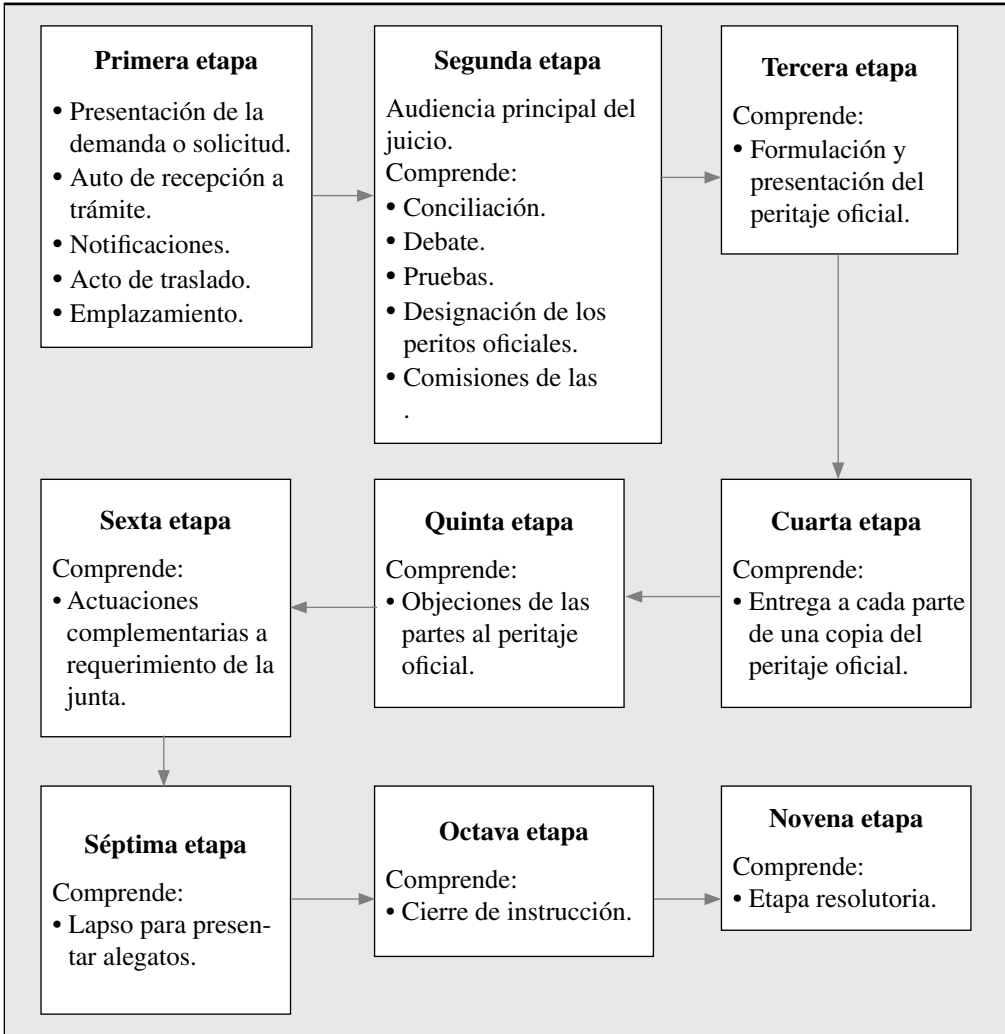 Primera etapa
• Presentación de la
demanda o solicitud.
• Auto de recepción a
trámite.
• Notificaciones.
• Acto de traslado.
• Emplazamiento.
Segunda etapa
Audiencia principal del
juicio.
Comprende:
• Conciliación.
• Debate.
• Pruebas.
• Designación de los
peritos oficiales.
• Comisiones de las
.
Tercera etapa
Comprende:
• Formulación y
presentación del
peritaje oficial.
Cuarta etapa
Comprende:
• Entrega a cada parte
de una copia del
peritaje oficial.
Quinta etapa
Comprende:
• Objeciones de las
partes al peritaje
oficial.
Sexta etapa
Comprende:
• Actuaciones
complementarias a
requerimiento de la
junta.
Séptima etapa
Comprende:
• Lapso para presen-
tar alegatos.
Octava etapa
Comprende:
• Cierre de instrucción.
Novena etapa
Comprende:
• Etapa resolutoria.